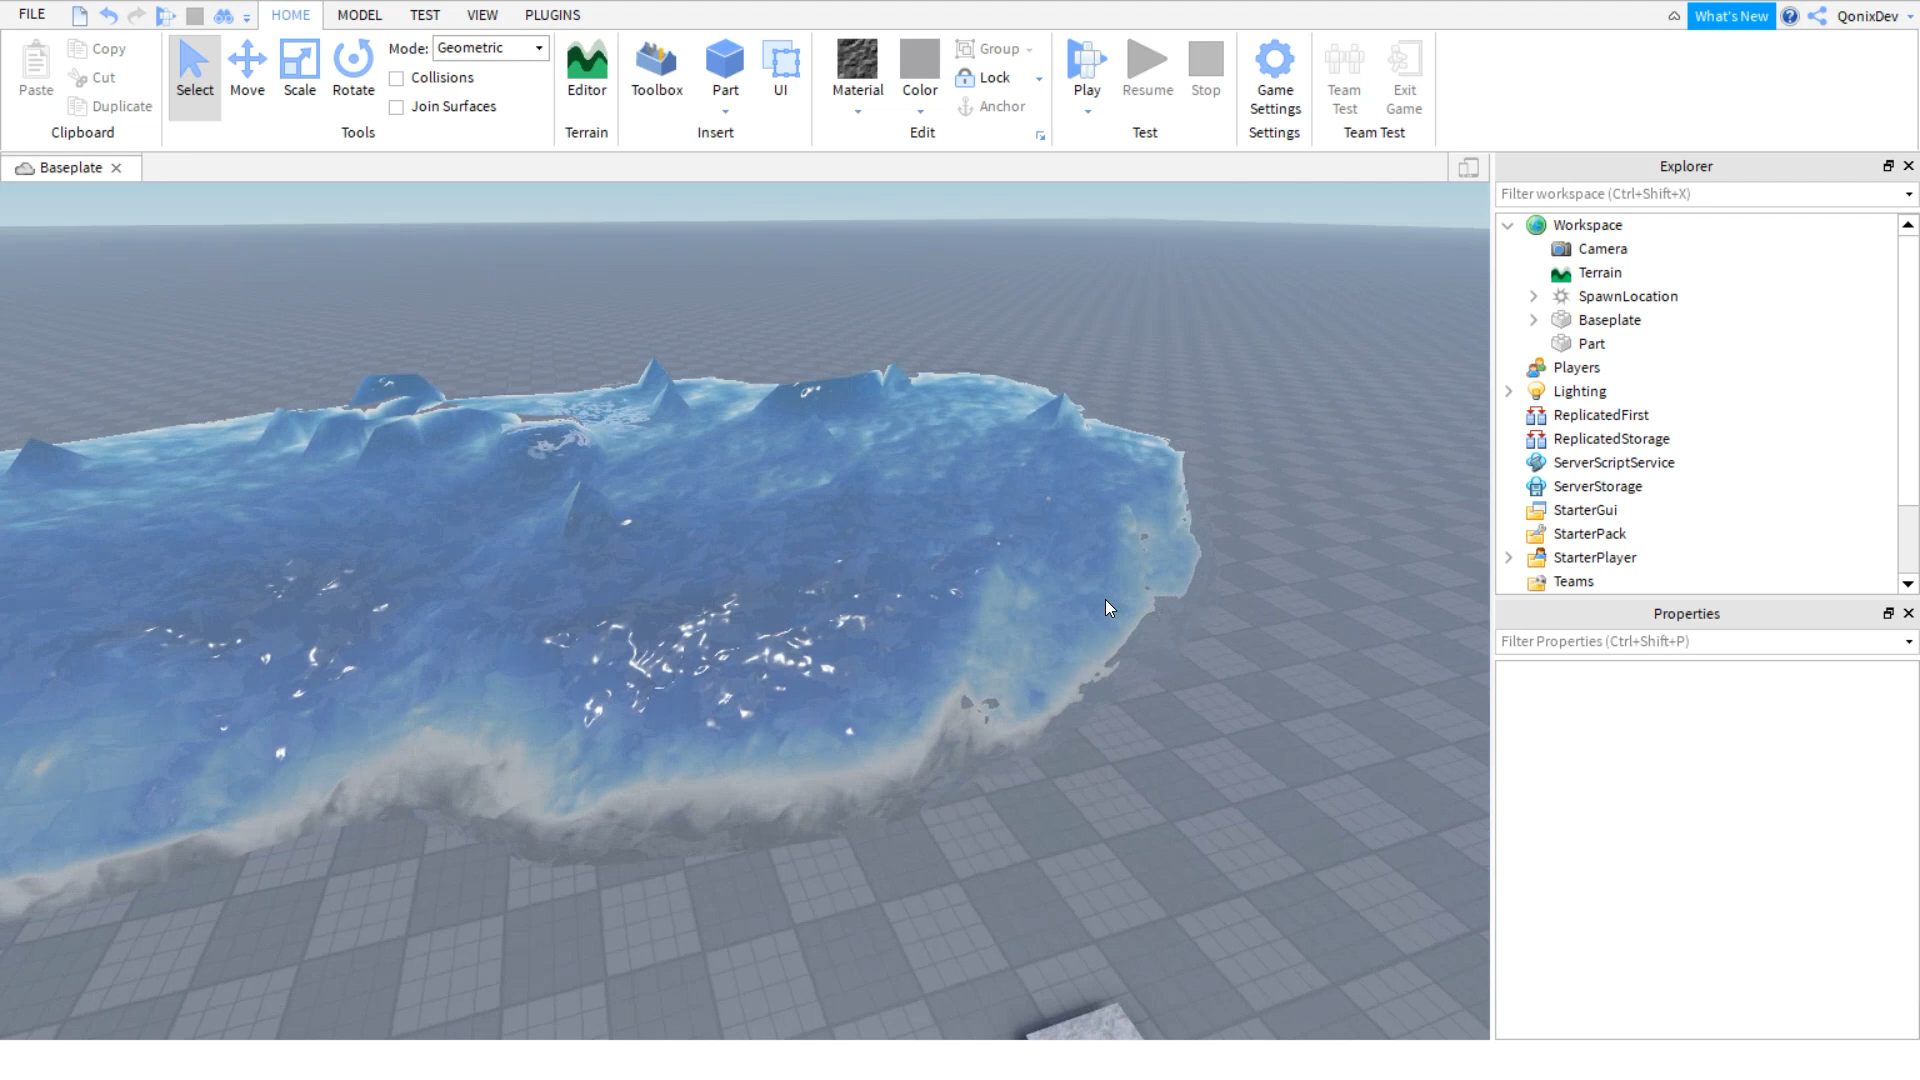 FILE HOME MODEL TEST VIEW PLUGINS What's New QonixDev
Paste Copy Cut Duplicate
Clipboard
Select Move Scale Rotate
Mode: Geometric
Collisions
Join Surfaces
Tools
Editor
Terrain
Toolbox Part UI
Insert
Material Color Group Lock Anchor
Edit
Play Resume Stop
Test
Game
Settings
Settings
Team
Test
Exit
Game
Team Test
Baseplate
Explorer
Filter workspace (Ctrl+Shift+X)
Workspace
Camera
Terrain
SpawnLocation
Baseplate
Part
Players
Lighting
ReplicatedFirst
ReplicatedStorage
ServerScriptService
ServerStorage
StarterGui
StarterPack
StarterPlayer
Teams
Properties
Filter Properties (Ctrl+Shift+P)